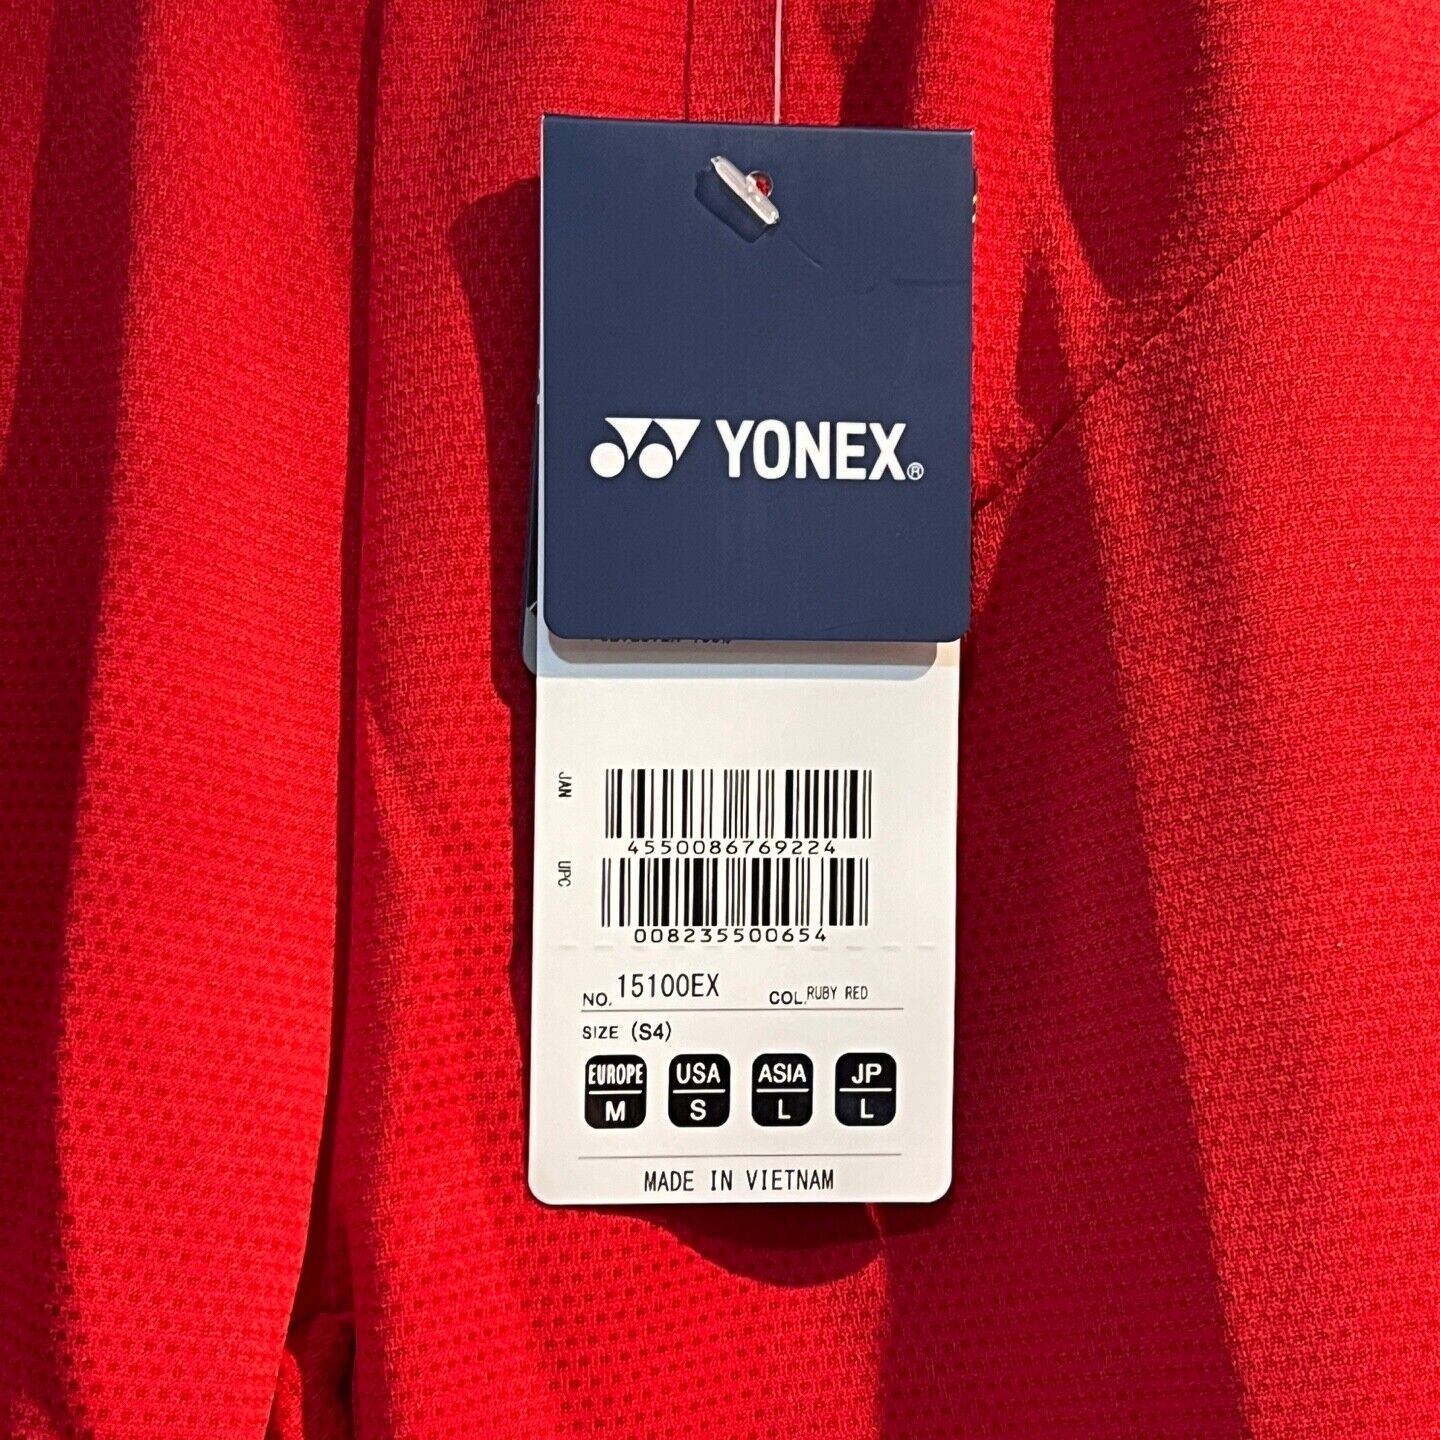 YONEX®
JAN
4550086769224
UPC
008235500654
NO. 15100EX COL. RUBY RED
SIZE (S4)
EUROPE USA ASIA JP
M S L L
MADE IN VIETNAM